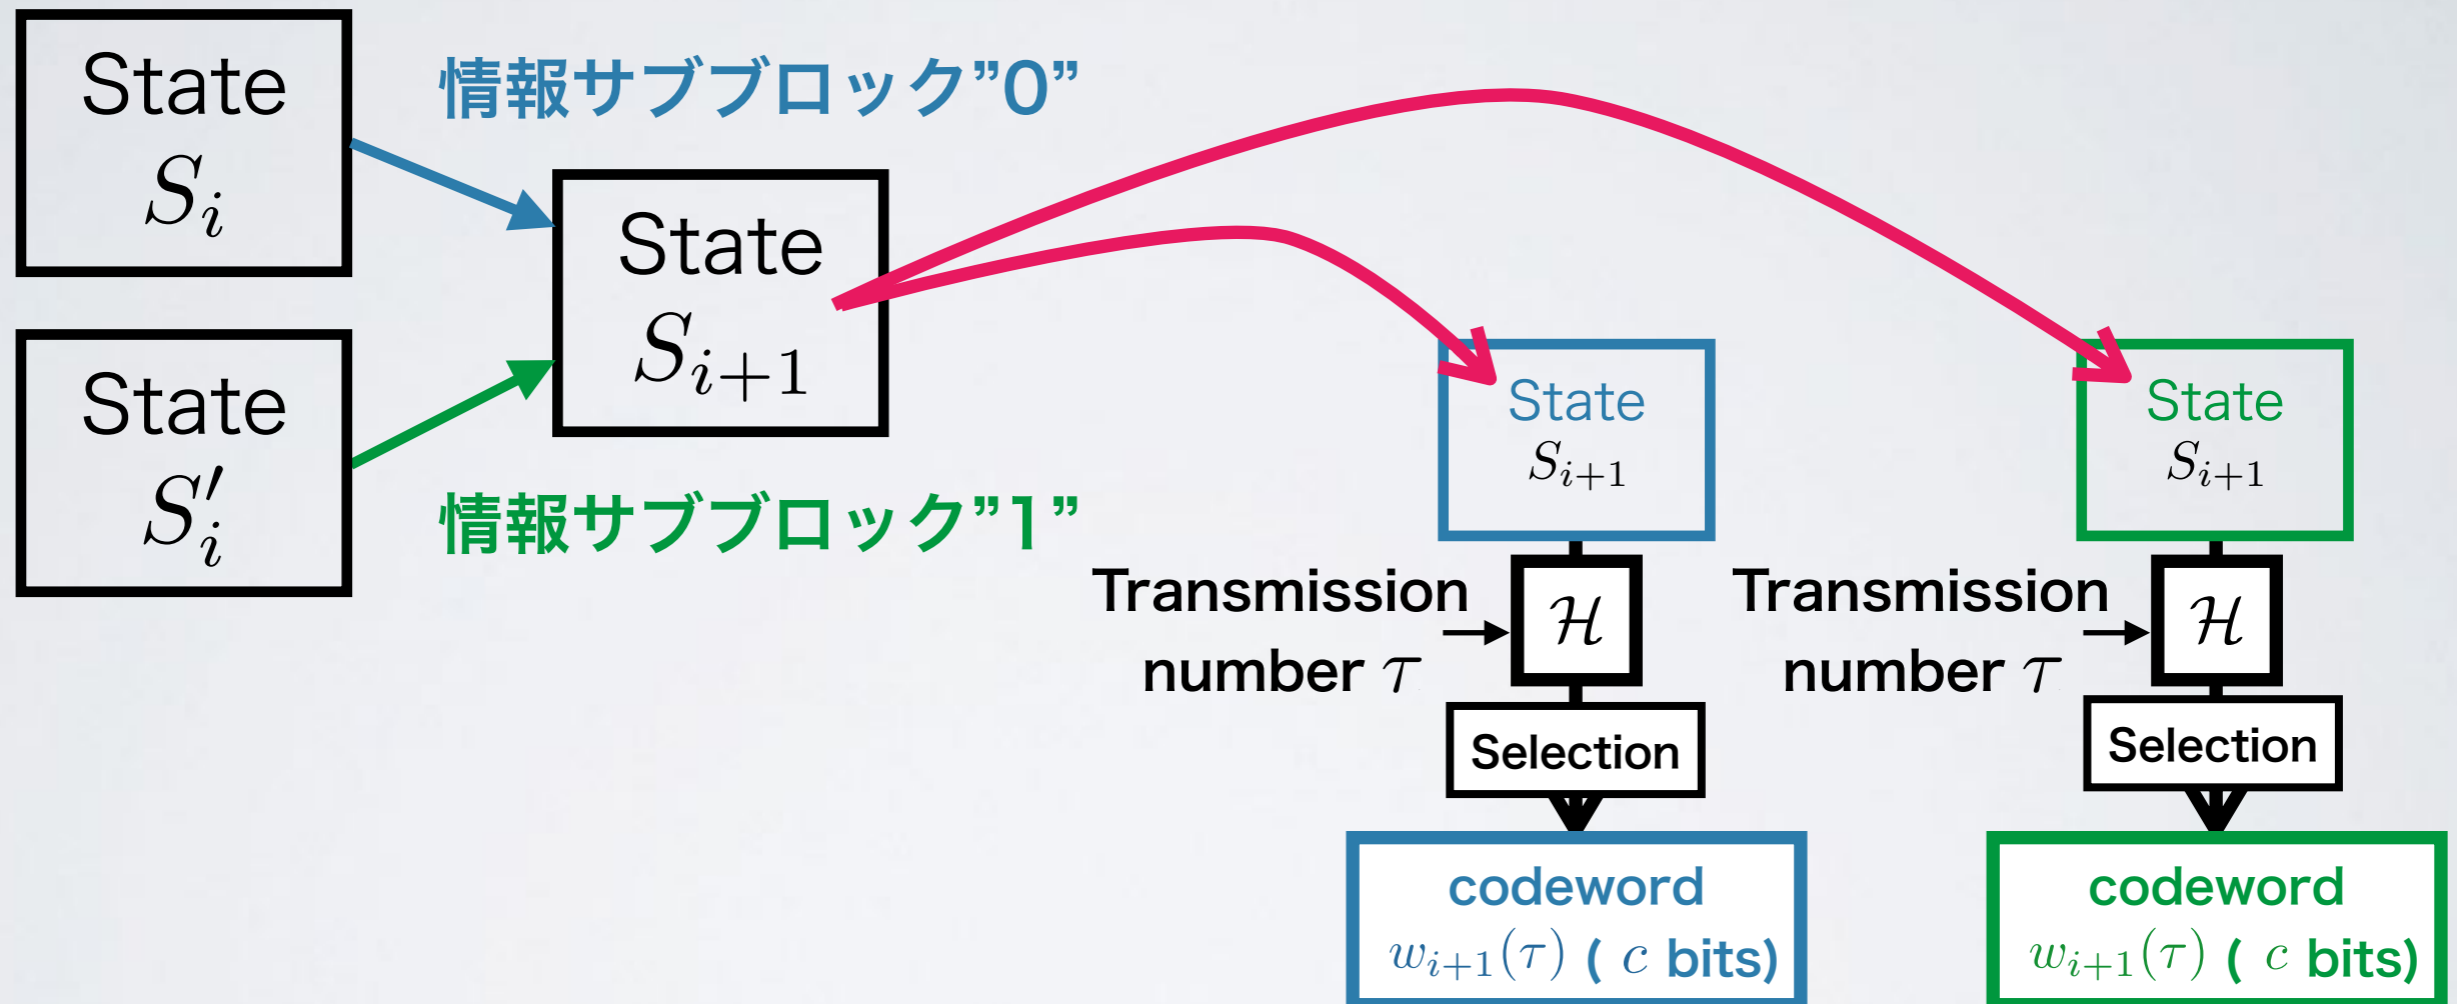 State
S_i
情報サブブロック”0”
State
S_{i+1}
State
S'_i
情報サブブロック”1”
State
S_{i+1}
Transmission
number τ
ℋ
Selection
codeword
w_{i+1}(τ) ( c bits)
State
S_{i+1}
Transmission
number τ
ℋ
Selection
codeword
w_{i+1}(τ) ( c bits)